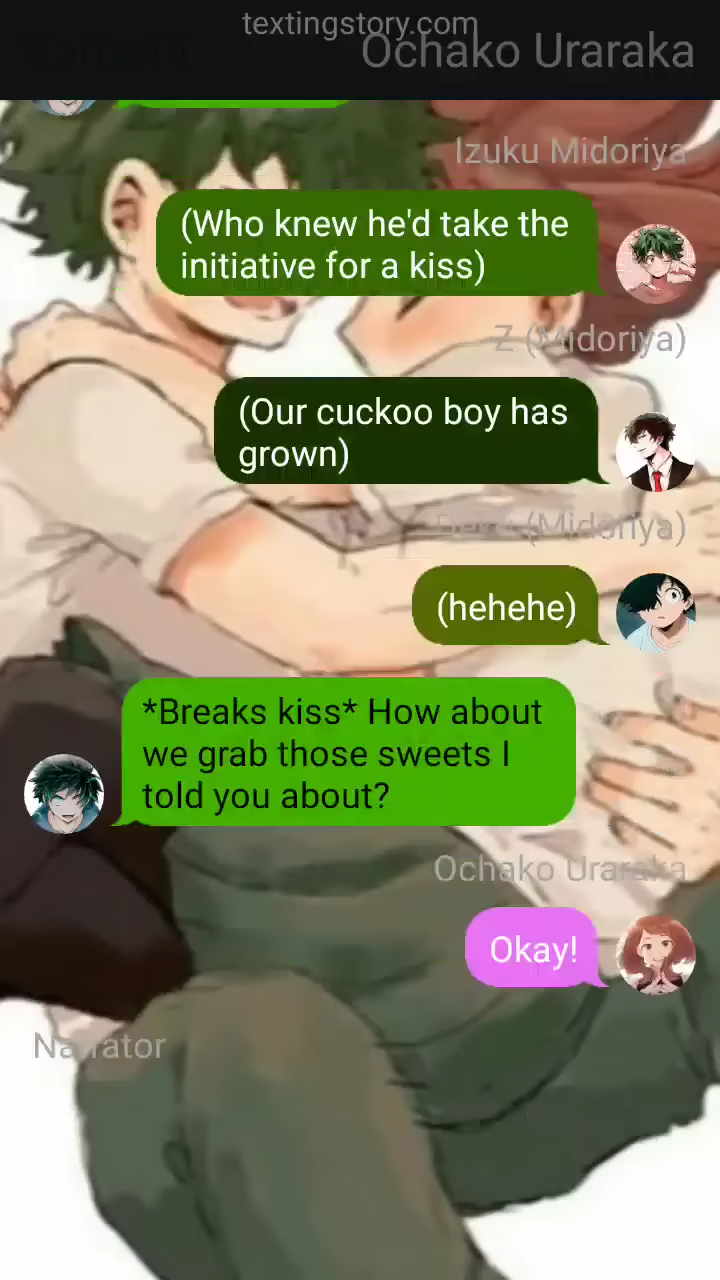 textingstory.com
Ochako Uraraka
Izuku Midoriya
(Who knew he'd take the
initiative for a kiss)
Z (Midoriya)
(Our cuckoo boy has
grown)
Deku (Midoriya)
(hehehe)
*Breaks kiss* How about
we grab those sweets I
told you about?
Ochako Uraraka
Okay!
Narrator